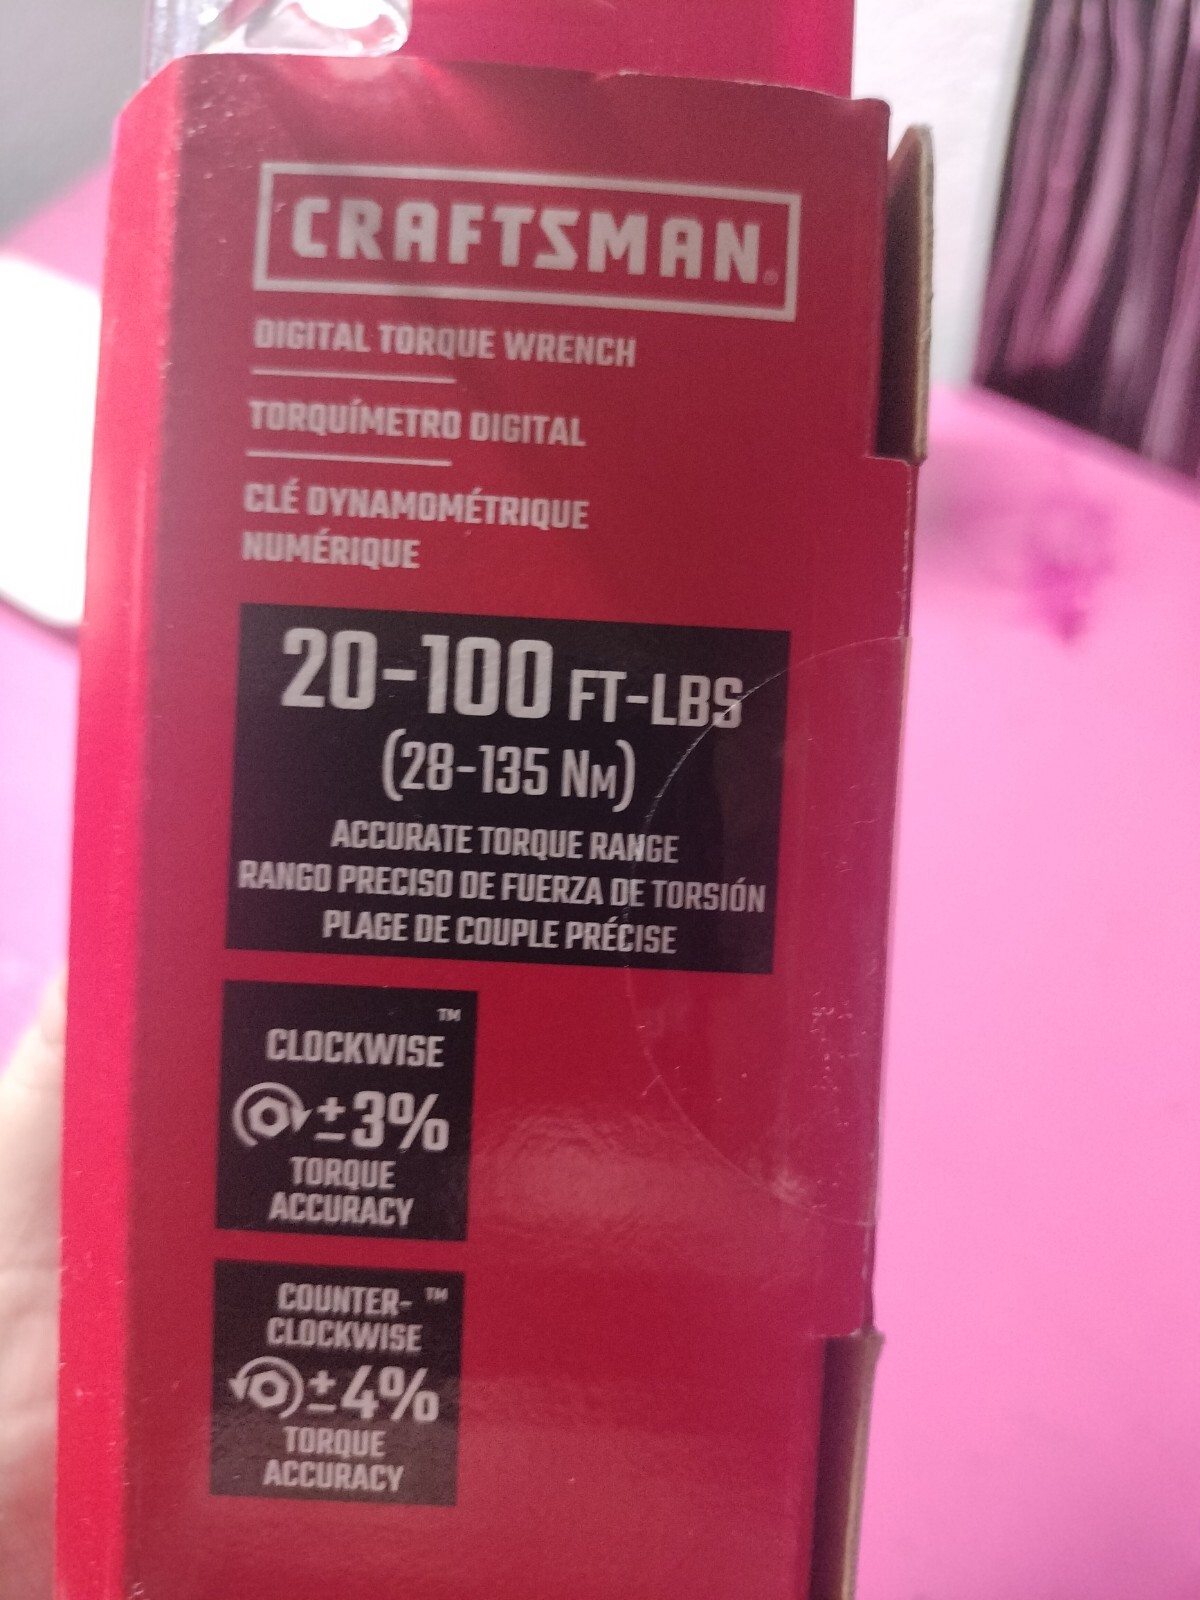 CRAFTSMAN®
DIGITAL TORQUE WRENCH
TORQUÍMETRO DIGITAL
CLÉ DYNAMOMÉTRIQUE
NUMÉRIQUE
20-100 FT-LBS
(28-135 NM)
ACCURATE TORQUE RANGE
RANGO PRECISO DE FUERZA DE TORSIÓN
PLAGE DE COUPLE PRÉCISE
™
CLOCKWISE
±3%
TORQUE
ACCURACY
COUNTER- ™
CLOCKWISE
±4%
TORQUE
ACCURACY